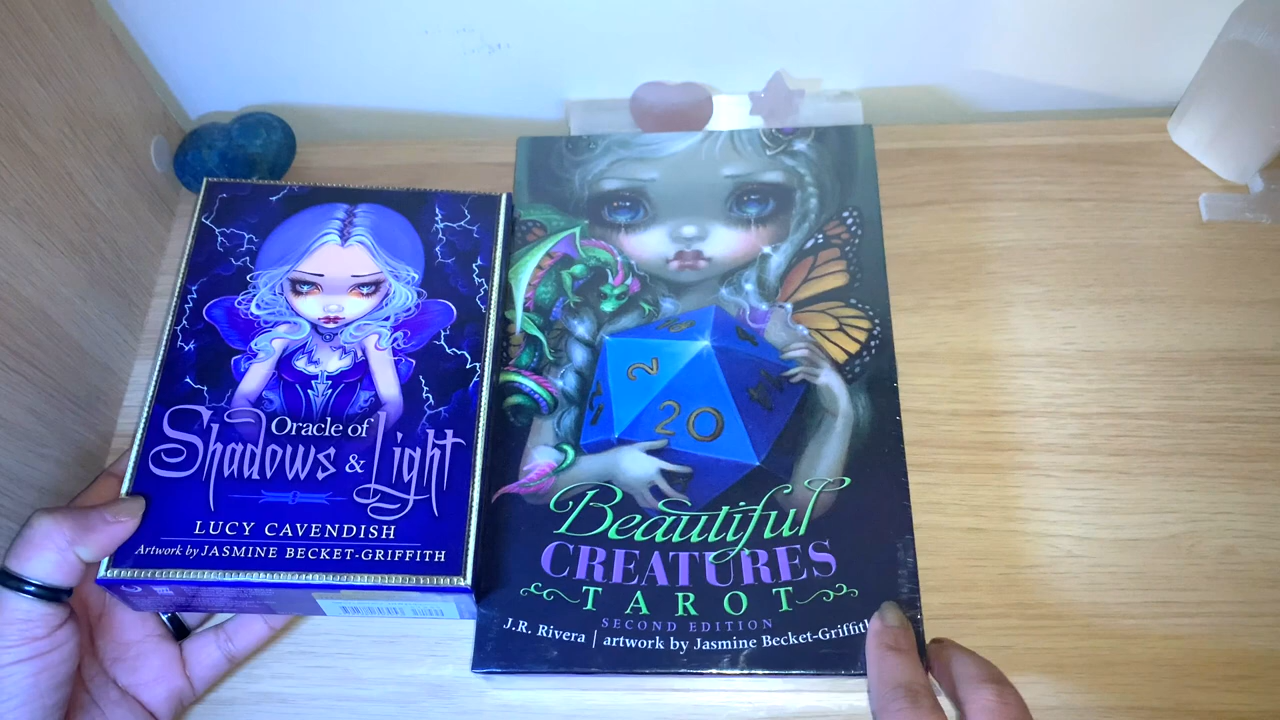 Oracle of
Shadows & Light
LUCY CAVENDISH
Artwork by JASMINE BECKET-GRIFFITH
2
20
Beautiful
CREATURES
TAROT
SECOND EDITION
J.R. Rivera | artwork by Jasmine Becket-Griffith